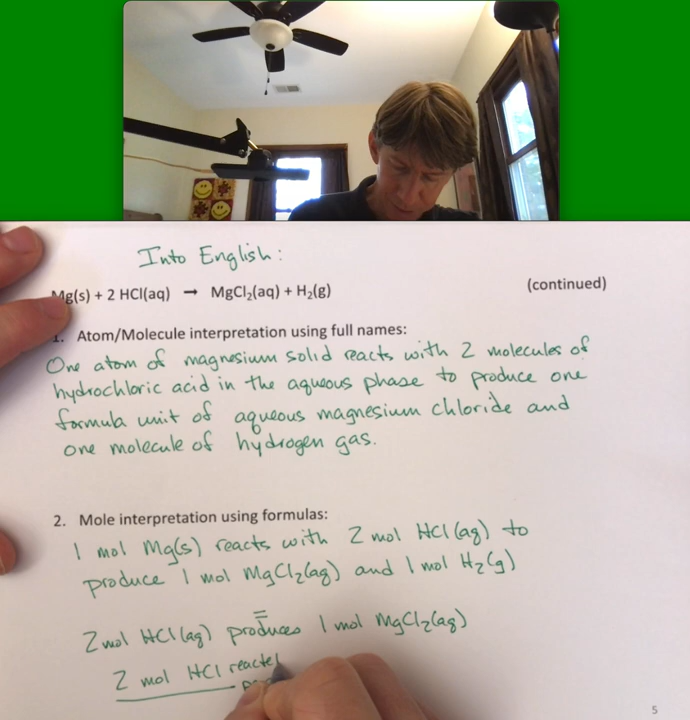 Into English:
Mg(s) + 2 HCl(aq) → MgCl₂(aq) + H₂(g) (continued)
1. Atom/Molecule interpretation using full names:
One atom of magnesium solid reacts with 2 molecules of
hydrochloric acid in the aqueous phase to produce one
formula unit of aqueous magnesium chloride and
one molecule of hydrogen gas.
2. Mole interpretation using formulas:
1 mol Mg(s) reacts with 2 mol HCl(aq) to
produce 1 mol MgCl₂(aq) and 1 mol H₂(g)
=
2 mol HCl(aq) produces 1 mol MgCl₂(aq)
2 mol HCl reacte
5